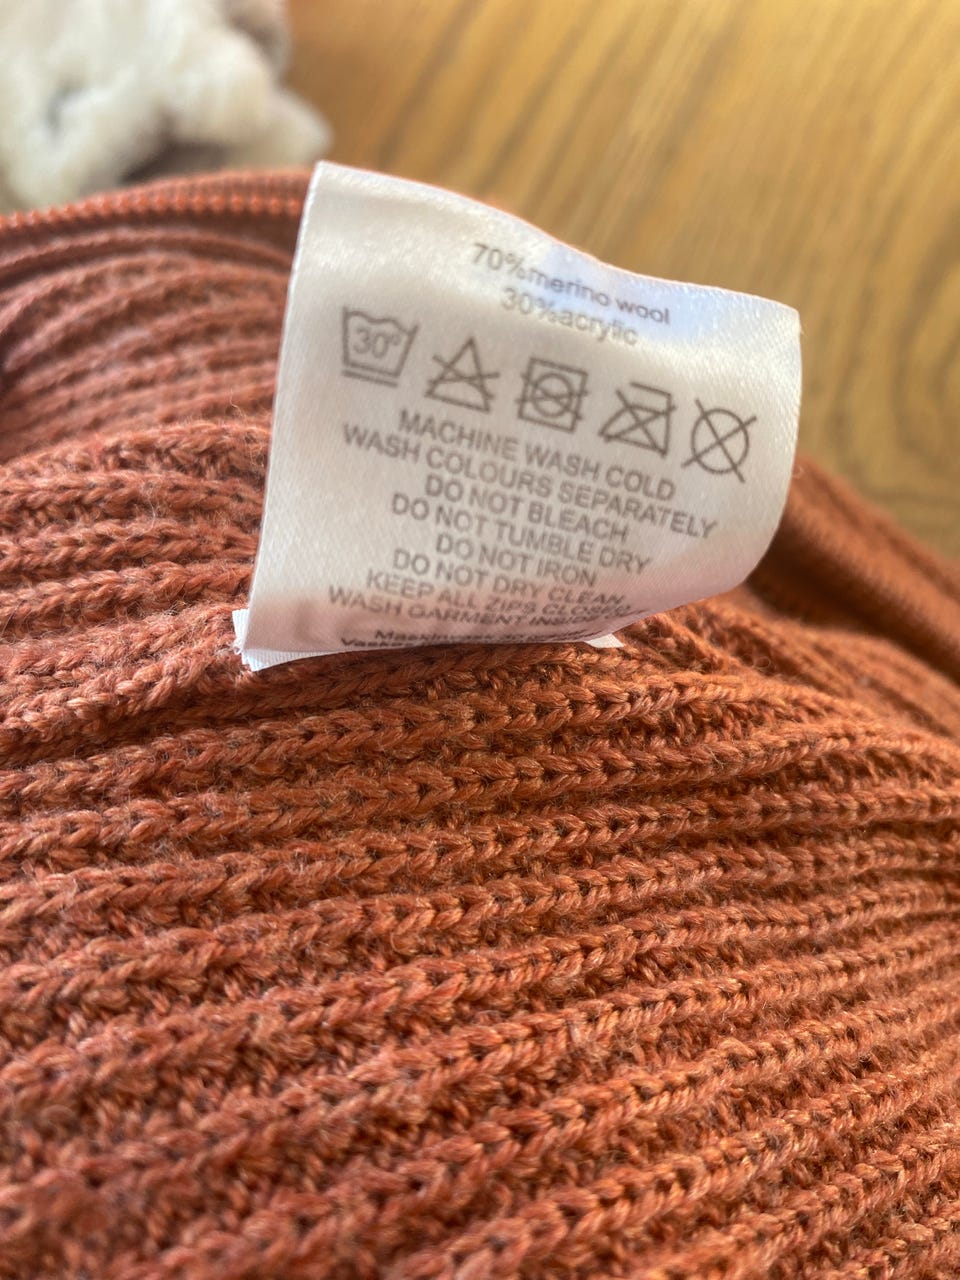 70%merino wool
30%acrylic
30°
MACHINE WASH COLD
WASH COLOURS SEPARATELY
DO NOT BLEACH
DO NOT TUMBLE DRY
DO NOT IRON
DO NOT DRY CLEAN
KEEP ALL ZIPS CLOSED
WASH GARMENT